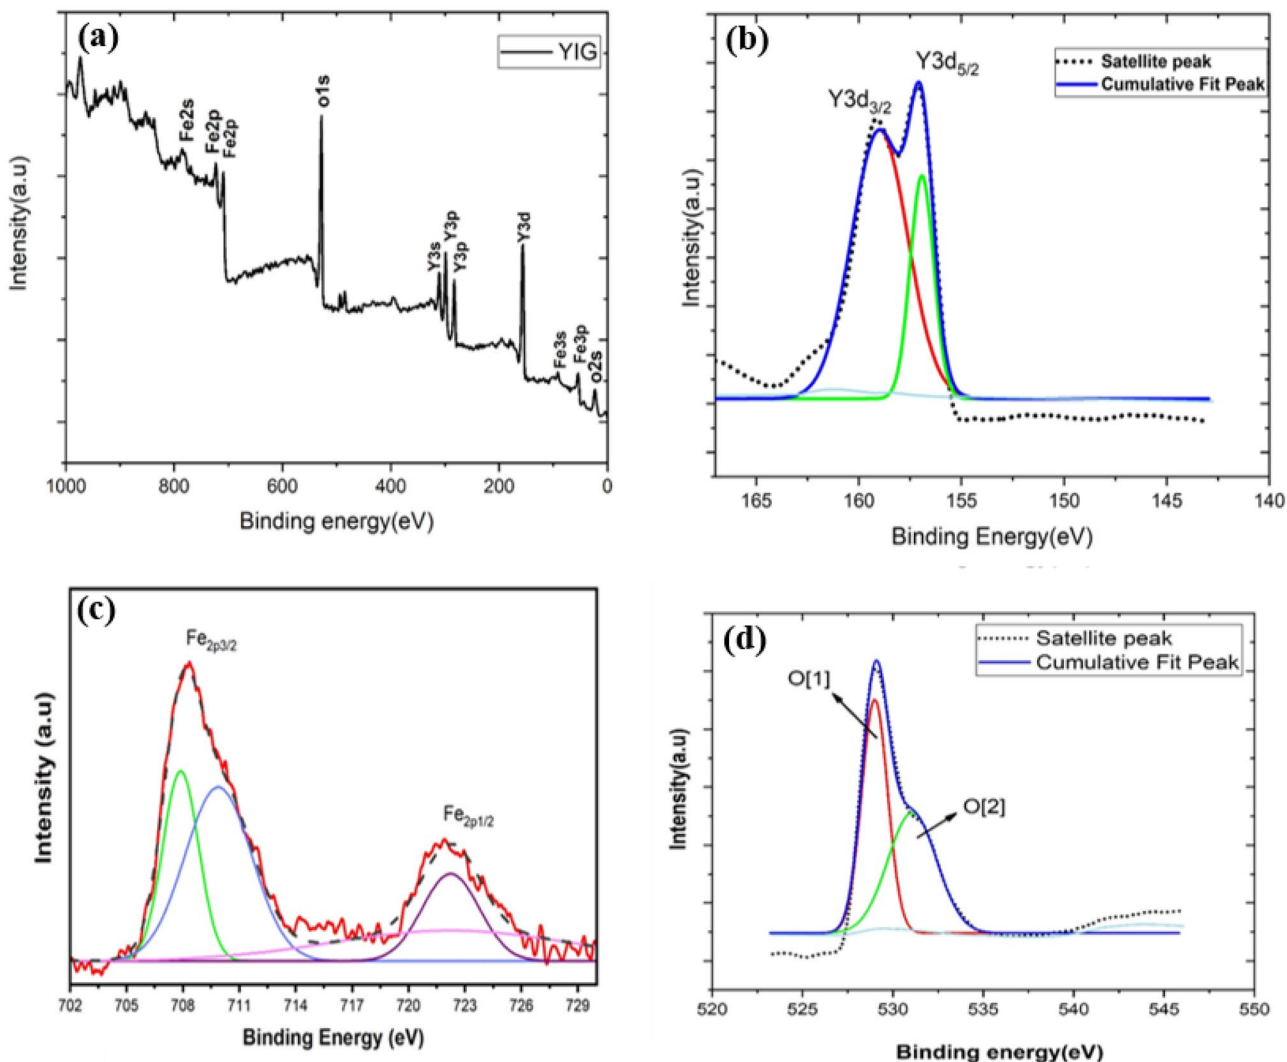 (a)
YIG
Fe2s
Fe2p
Fe2p
o1s
Y3s
Y3p
Y3p
Y3d
Fe3s
Fe3p
o2s
Intensity(a.u)
1000 800 600 400 200 0
Binding energy(eV)
(b)
Satellite peak
Cumulative Fit Peak
Y3d5/2
Y3d3/2
Intensity(a.u)
165 160 155 150 145 140
Binding Energy(eV)
(c)
Fe2p3/2
Fe2p1/2
Intensity (a.u)
702 705 708 711 714 717 720 723 726 729
Binding Energy (eV)
(d)
Satellite peak
Cumulative Fit Peak
O[1]
O[2]
Intensity(a.u)
520 525 530 535 540 545 550
Binding energy(eV)